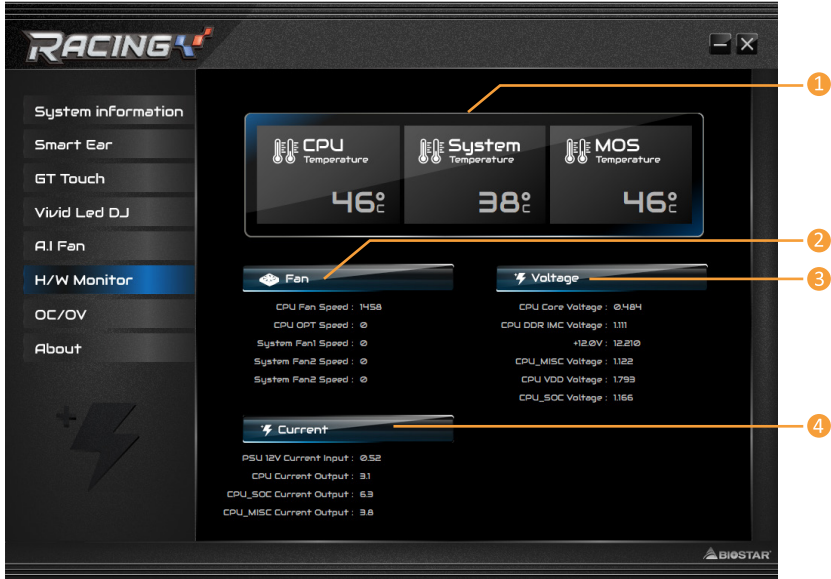 RACING
System information
Smart Ear
GT Touch
Vivid Led DJ
A.I Fan
H/W Monitor
OC/OV
About
1
CPU
Temperature
46°C
System
Temperature
38°C
MOS
Temperature
46°C
2
Fan
CPU Fan Speed : 1458
CPU OPT Speed : 0
System Fan1 Speed : 0
System Fan2 Speed : 0
System Fan2 Speed : 0
3
Voltage
CPU Core Voltage : 0.484
CPU DDR IMC Voltage : 1.111
+12.0V : 12.210
CPU_MISC Voltage : 1.122
CPU VDD Voltage : 1.793
CPU_SOC Voltage : 1.166
4
Current
PSU 12V Current Input : 0.52
CPU Current Output : 3.1
CPU_SOC Current Output : 6.3
CPU_MISC Current Output : 3.8
BIOSTAR